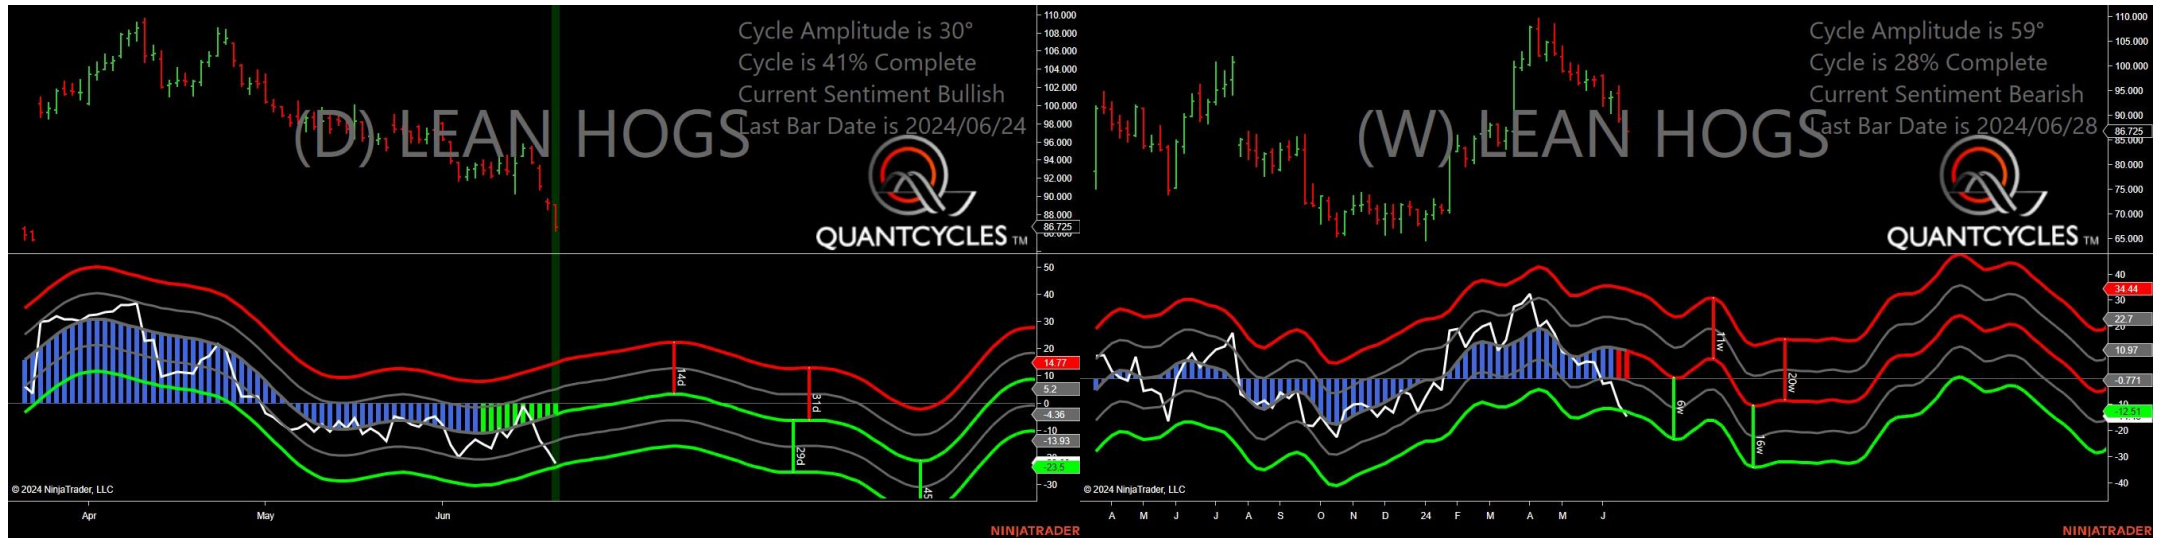 Cycle Amplitude is 30°
Cycle is 41% Complete
Current Sentiment Bullish
Last Bar Date is 2024/06/24
(D) LEAN HOGS
QUANTCYCLES TM
110.000
108.000
106.000
104.000
102.000
100.000
98.000
96.000
94.000
92.000
90.000
88.000
86.725
50
40
30
20
14.77
10
5.2
0
-4.36
-10
-13.93
-23.5
-30
14d
31d
29d
45
© 2024 NinjaTrader, LLC
Apr May Jun
NINJATRADER
Cycle Amplitude is 59°
Cycle is 28% Complete
Current Sentiment Bearish
Last Bar Date is 2024/06/28
(W) LEAN HOGS
QUANTCYCLES TM
110.000
105.000
100.000
95.000
90.000
86.725
85.000
80.000
75.000
70.000
65.000
40
34.44
30
22.7
20
10.97
-0.771
-10
-12.51
-20
-30
-40
11w
20w
6w
16w
© 2024 NinjaTrader, LLC
A M J J A S O N D 24 F M A M J
NINJATRADER